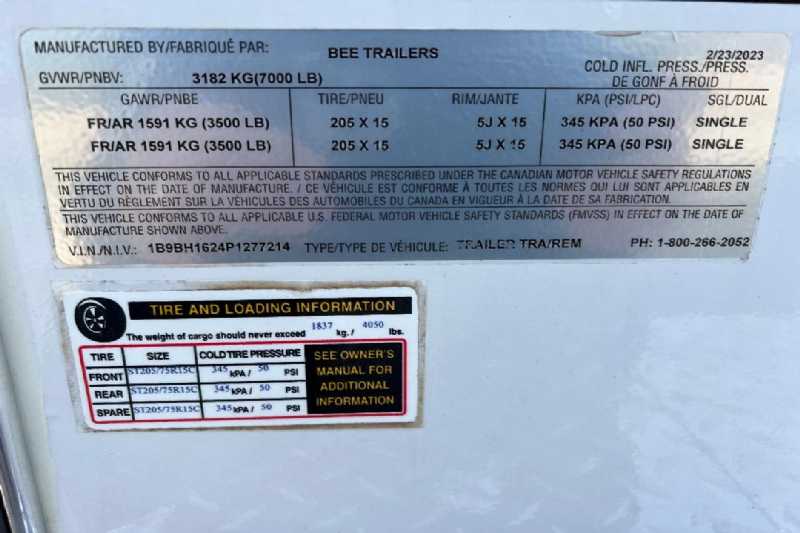 MANUFACTURED BY/FABRIQUÉ PAR: BEE TRAILERS 2/23/2023
GVWR/PNBV: 3182 KG(7000 LB) COLD INFL. PRESS./PRESS.
DE GONF À FROID
GAWR/PNBE TIRE/PNEU RIM/JANTE KPA (PSI/LPC) SGL/DUAL
FR/AR 1591 KG (3500 LB) 205 X 15 5J X 15 345 KPA (50 PSI) SINGLE
FR/AR 1591 KG (3500 LB) 205 X 15 5J X 15 345 KPA (50 PSI) SINGLE
THIS VEHICLE CONFORMS TO ALL APPLICABLE STANDARDS PRESCRIBED UNDER THE CANADIAN MOTOR VEHICLE SAFETY REGULATIONS
IN EFFECT ON THE DATE OF MANUFACTURE. / CE VÉHICULE EST CONFORME À TOUTES LES NORMES QUI LUI SONT APPLICABLES EN
VERTU DU RÈGLEMENT SUR LA VÉHICULES DES AUTOMOBILES DU CANADA EN VIGUEUR À LA DATE DE SA FABRICATION.
THIS VEHICLE CONFORMS TO ALL APPLICABLE U.S. FEDERAL MOTOR VEHICLE SAFETY STANDARDS (FMVSS) IN EFFECT ON THE DATE OF
MANUFACTURE SHOWN ABOVE.
V.I.N./N.I.V.: 1B9BH1624P1277214 TYPE/TYPE DE VÉHICULE: TRAILER TRA/REM PH: 1-800-266-2052
TIRE AND LOADING INFORMATION
The weight of cargo should never exceed 1837 kg. / 4050 lbs.
TIRE SIZE COLD TIRE PRESSURE
FRONT ST205/75R15C 345 kPA / 50 PSI
REAR ST205/75R15C 345 kPA / 50 PSI
SPARE ST205/75R15C 345 kPA / 50 PSI
SEE OWNER'S
MANUAL FOR
ADDITIONAL
INFORMATION